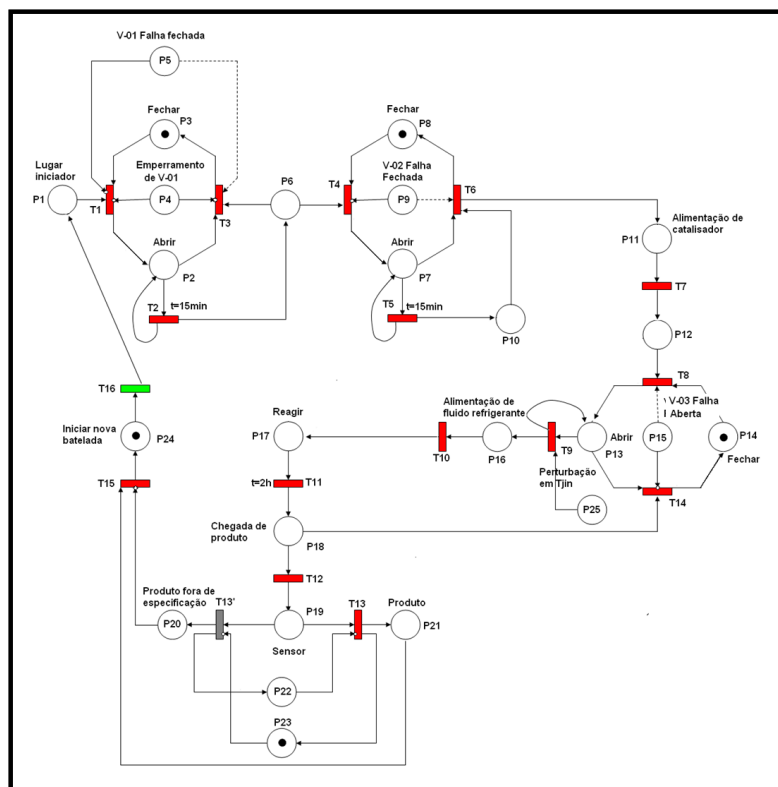 V-01 Falha fechada
P5
Fechar
P3
Lugar
iniciador
P1
T1
Emperramento
de V-01
P4
T3
P6
Abrir
P2
T2
t=15min
Fechar
P8
T4
V-02 Falha
Fechada
P9
T6
Abrir
P7
T5
t=15min
P10
Alimentação de
catalisador
P11
T7
P12
T8
V-03 Falha
Aberta
P15
P14
Fechar
Abrir
P13
T14
Alimentação de
fluido refrigerante
T10
P16
T9
Perturbação
em Tjin
P25
Reagir
P17
t=2h
T11
Chegada de
produto
P18
T12
T16
Iniciar nova
batelada
P24
T15
Produto fora de
especificação
P20
T13'
P19
Sensor
T13
Produto
P21
P22
P23